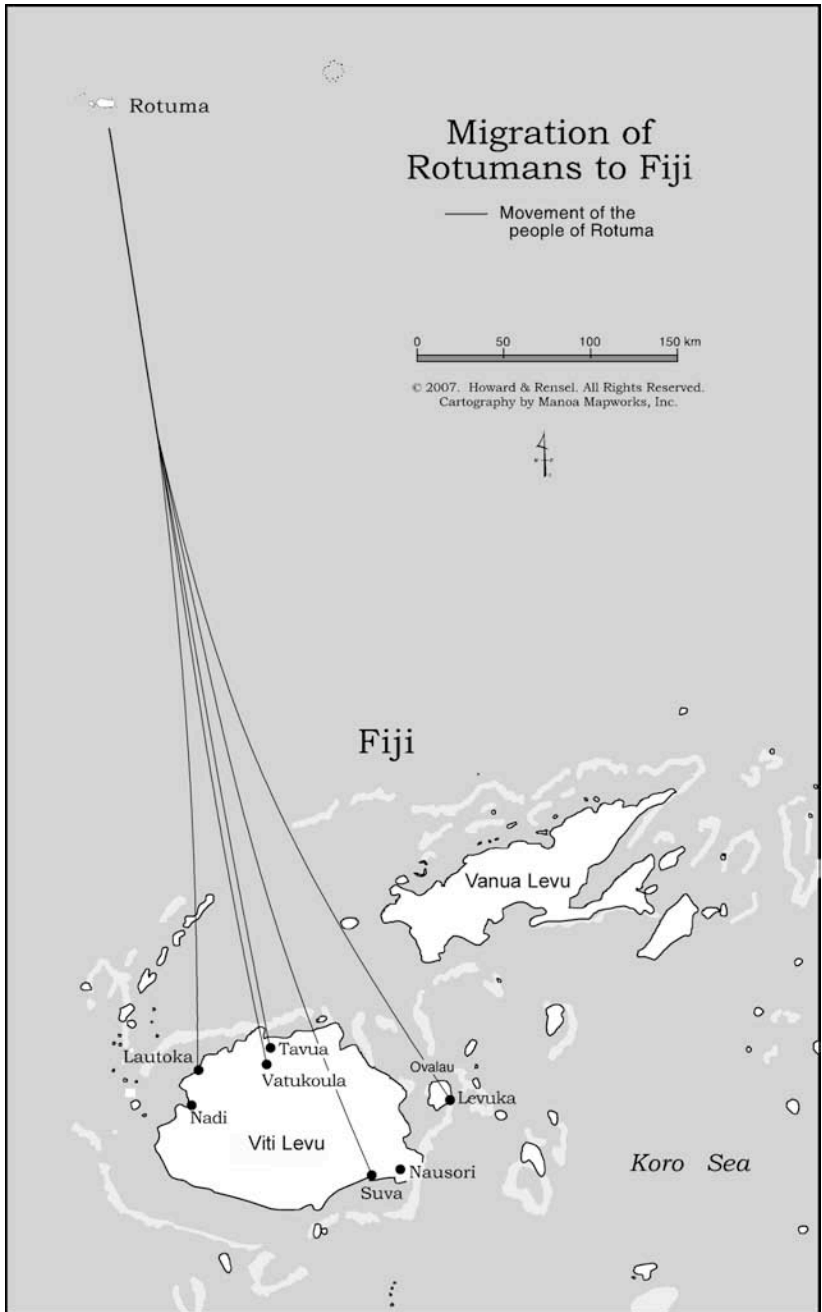 Rotuma
Migration of
Rotumans to Fiji
Movement of the
people of Rotuma
0 50 100 150 km
© 2007. Howard & Rensel. All Rights Reserved.
Cartography by Manoa Mapworks, Inc.
Fiji
Vanua Levu
Tavua
Lautoka
Vatukoula
Ovalau
Levuka
Nadi
Viti Levu
Koro Sea
Nausori
Suva